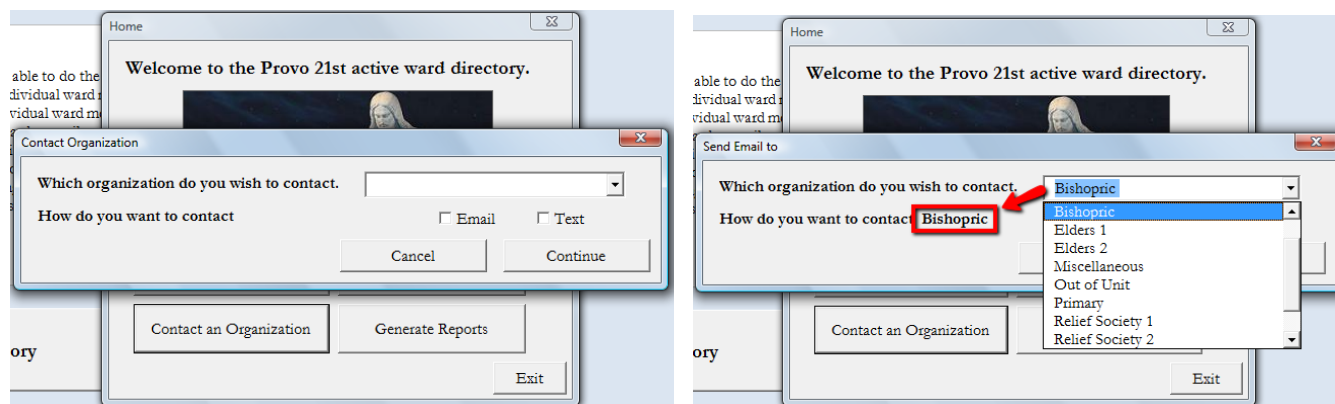 Home
Welcome to the Provo 21st active ward directory.
able to do the
dividual ward
vidual ward
Contact Organization
Which organization do you wish to contact.
How do you want to contact
Email
Text
Cancel
Continue
Contact an Organization
Generate Reports
ory
Exit
Home
Welcome to the Provo 21st active ward directory.
able to do the
dividual ward
vidual ward
Send Email to
Which organization do you wish to contact.
Bishopric
How do you want to contact Bishopric
Bishopric
Elders 1
Elders 2
Miscellaneous
Out of Unit
Primary
Relief Society 1
Relief Society 2
Contact an Organization
ory
Exit